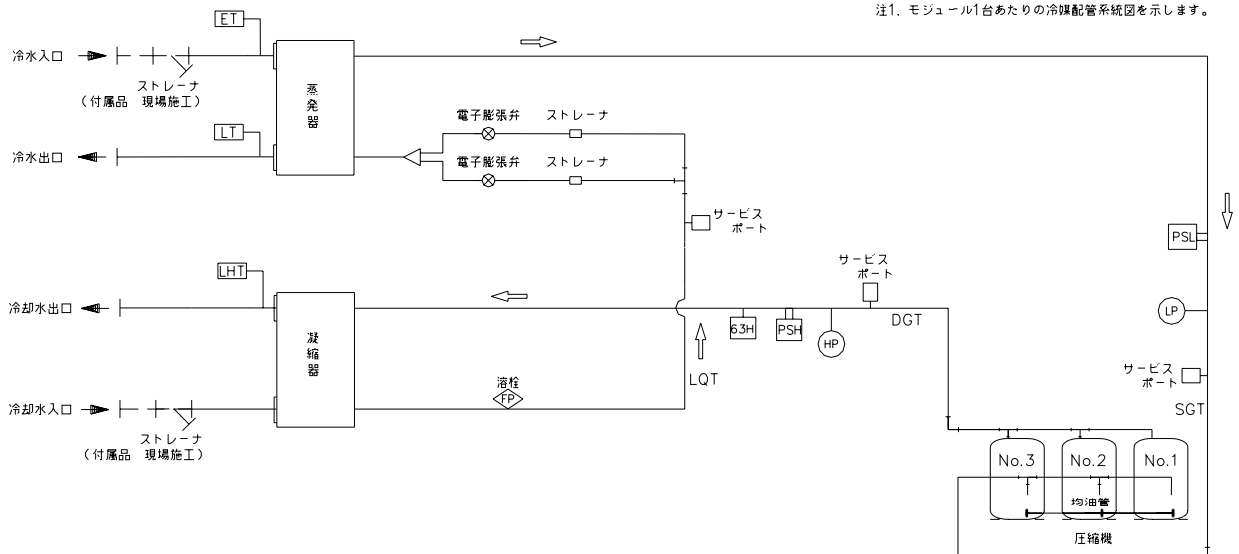 注1. モジュール1台あたりの冷媒配管系統図を示します。
ET
冷水入口
ストレーナ
(付属品 現場施工)
蒸発器
LT
冷水出口
電子膨張弁
ストレーナ
電子膨張弁
ストレーナ
サービス
ポート
PSL
LHT
サービス
ポート
冷却水出口
DGT
LP
63H
PSH
HP
凝縮器
LQT
サービス
ポート
溶栓
FP
冷却水入口
SGT
ストレーナ
(付属品 現場施工)
No.3
No.2
No.1
均油管
圧縮機